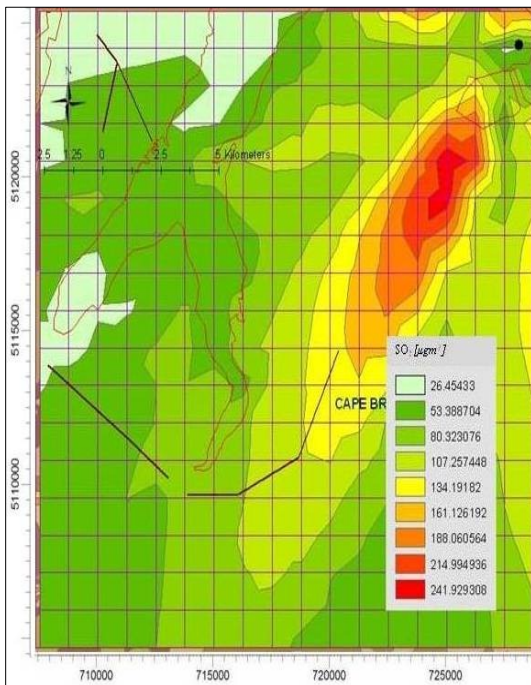 N
2.5 1.25 0 2.5 5 Kilometers
5120000
5115000
CAPE BR
5110000
SO2 [µgm-3]
26.45433
53.388704
80.323076
107.257448
134.19182
161.126192
188.060564
214.994936
241.929308
710000 715000 720000 725000